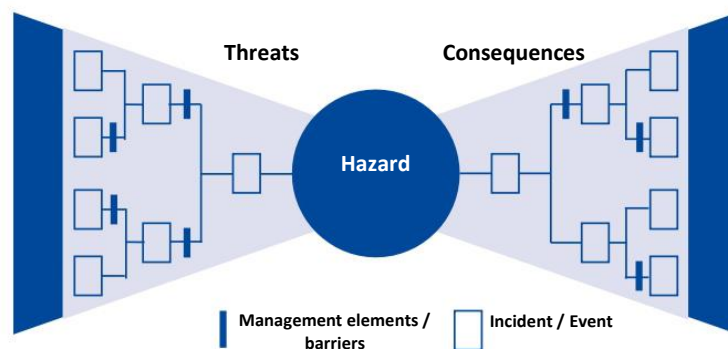 Threats
Consequences
Hazard
Management elements /
barriers
Incident / Event